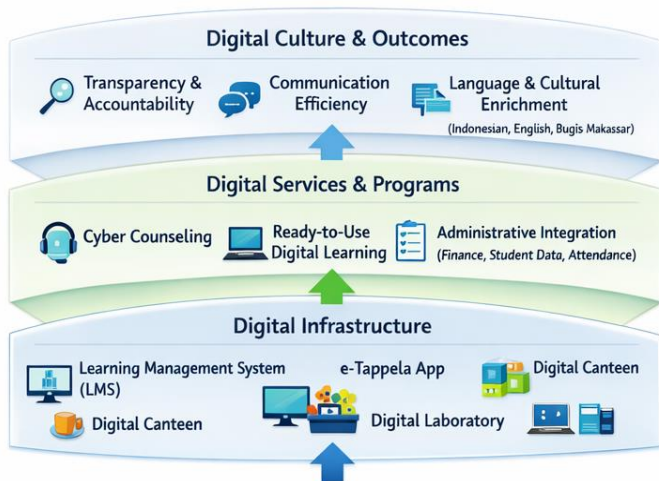 Digital Culture & Outcomes
Transparency &
Accountability
Communication
Efficiency
Language & Cultural
Enrichment
(Indonesian, English, Bugis Makassar)
Digital Services & Programs
Cyber Counseling
Ready-to-Use
Digital Learning
Administrative Integration
(Finance, Student Data, Attendance)
Digital Infrastructure
Learning Management System
(LMS)
e-Tappela App
Digital Canteen
Digital Canteen
Digital Laboratory